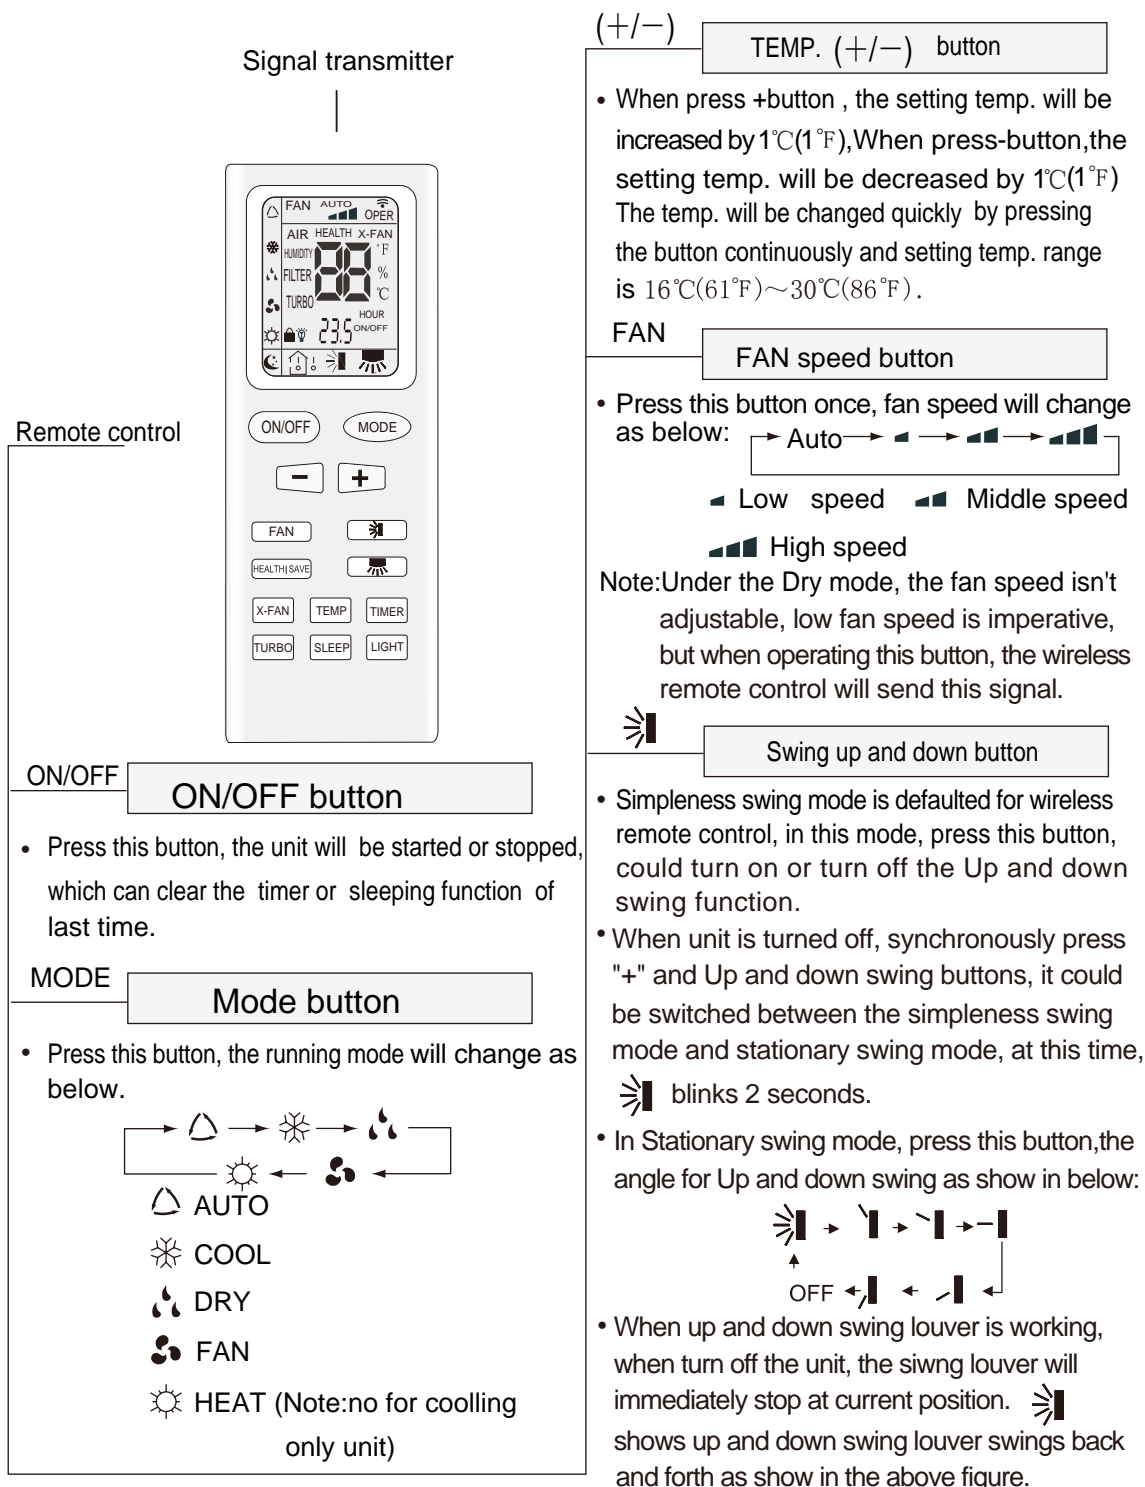 Signal transmitter
FAN AUTO OPER
AIR HEALTH X-FAN
HUMIDITY °F
FILTER %
TURBO ℃
HOUR
23.5 ON/OFF
Remote control
ON/OFF MODE
− +
FAN
HEALTH|SAVE
X-FAN TEMP TIMER
TURBO SLEEP LIGHT
ON/OFF
ON/OFF button
• Press this button, the unit will be started or stopped,
which can clear the timer or sleeping function of
last time.
MODE
Mode button
• Press this button, the running mode will change as
below.
AUTO
COOL
DRY
FAN
HEAT (Note:no for coolling
only unit)
(+/−)
TEMP. (+/−) button
• When press +button , the setting temp. will be
increased by 1℃(1°F),When press-button,the
setting temp. will be decreased by 1℃(1°F)
The temp. will be changed quickly by pressing
the button continuously and setting temp. range
is 16℃(61°F)～30℃(86°F).
FAN
FAN speed button
• Press this button once, fan speed will change
as below: Auto
Low speed Middle speed
High speed
Note:Under the Dry mode, the fan speed isn't
adjustable, low fan speed is imperative,
but when operating this button, the wireless
remote control will send this signal.
Swing up and down button
• Simpleness swing mode is defaulted for wireless
remote control, in this mode, press this button,
could turn on or turn off the Up and down
swing function.
• When unit is turned off, synchronously press
"+" and Up and down swing buttons, it could
be switched between the simpleness swing
mode and stationary swing mode, at this time,
blinks 2 seconds.
• In Stationary swing mode, press this button,the
angle for Up and down swing as show in below:
OFF
• When up and down swing louver is working,
when turn off the unit, the siwng louver will
immediately stop at current position.
shows up and down swing louver swings back
and forth as show in the above figure.